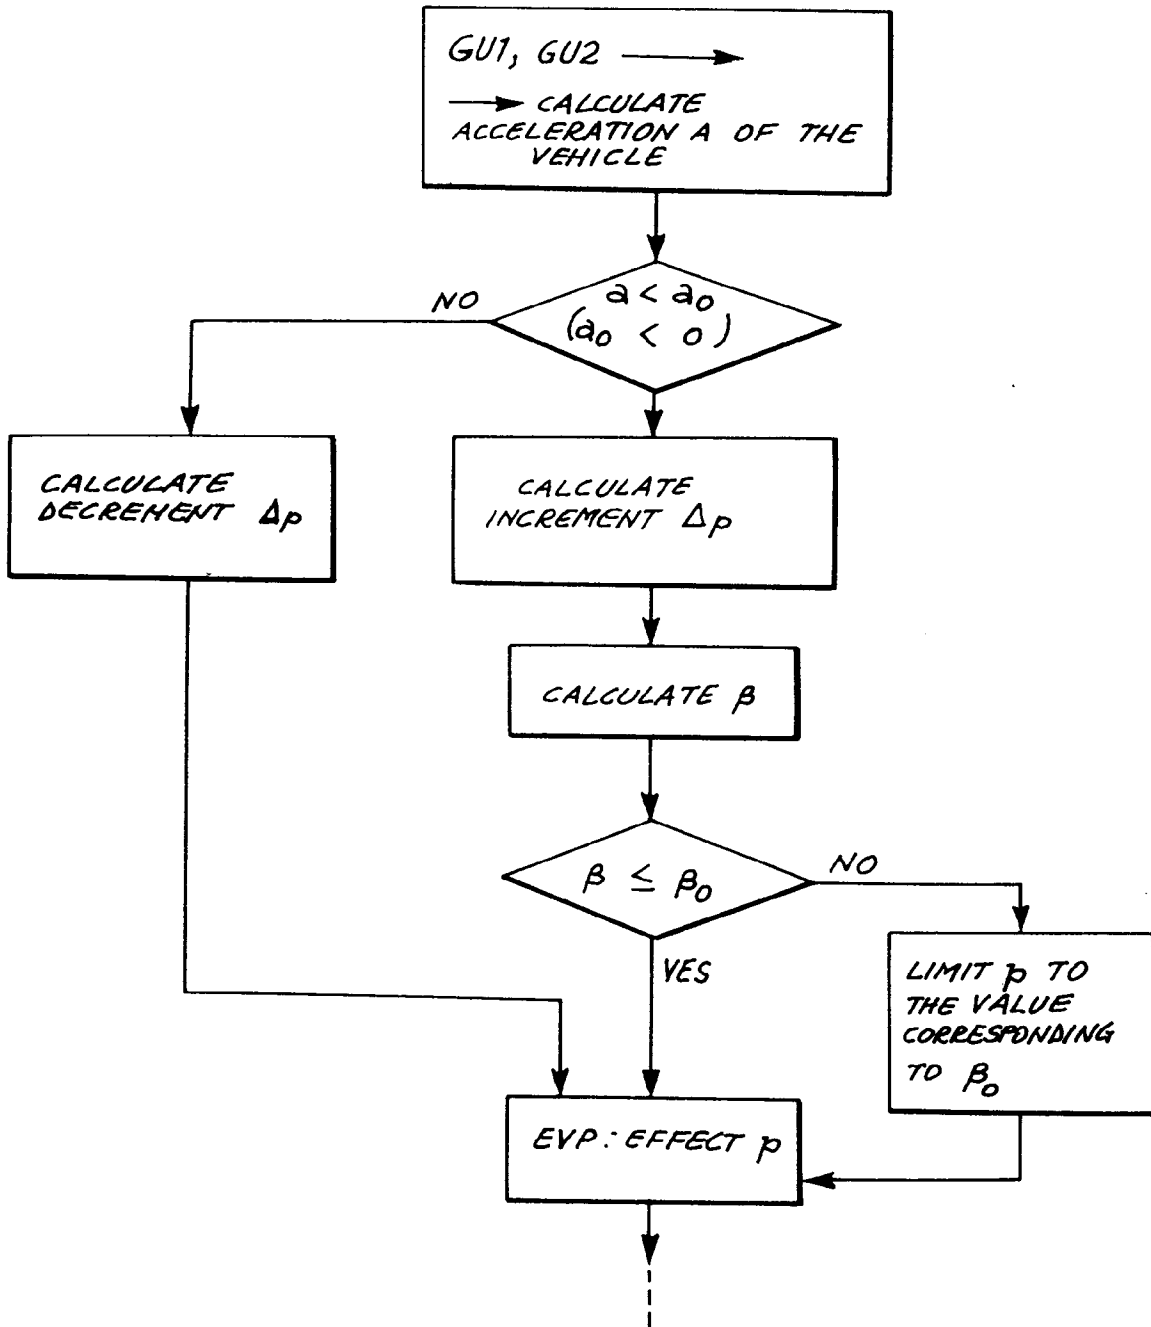 GU1, GU2 ⟶
⟶ CALCULATE
ACCELERATION A OF THE
VEHICLE
a < a₀
(a₀ < 0)
NO
CALCULATE
DECREMENT Δp
CALCULATE
INCREMENT Δp
CALCULATE β
β ≤ β₀
NO
YES
LIMIT p TO
THE VALUE
CORRESPONDING
TO β₀
EVP: EFFECT p